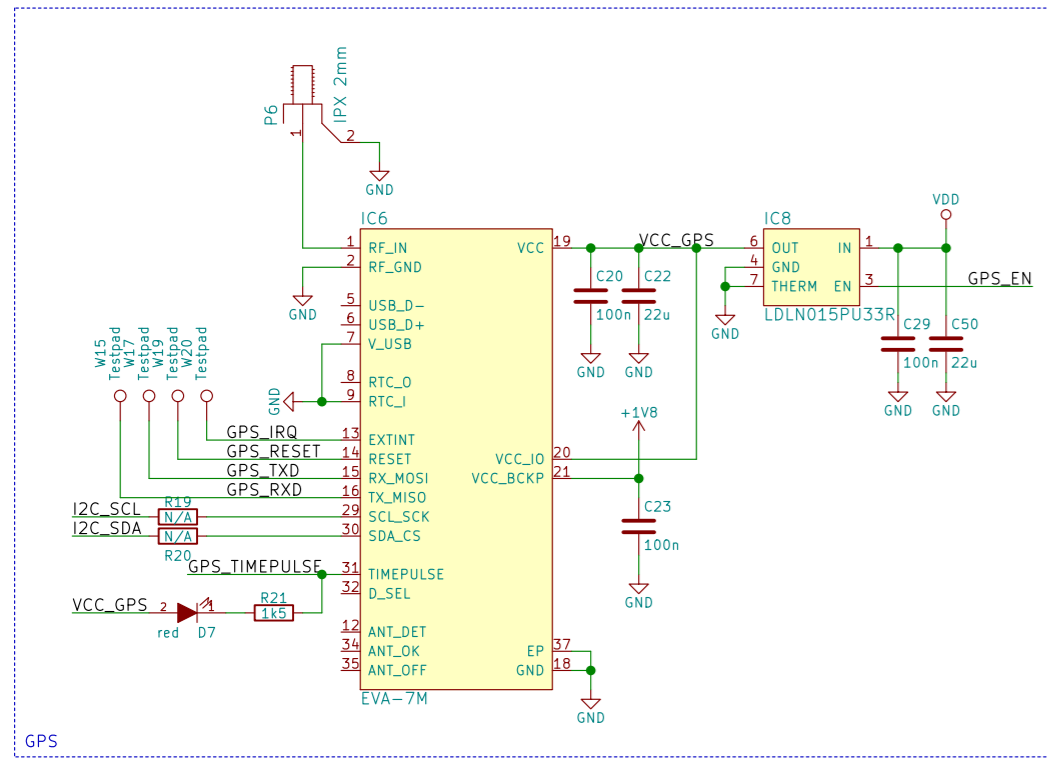 P6
IPX 2mm
1
2
GND
IC6
1 RF_IN
2 RF_GND
GND
5 USB_D-
6 USB_D+
7 V_USB
8 RTC_O
9 RTC_I
GND
W15
Testpad
W17
Testpad
W19
Testpad
W20
Testpad
GPS_IRQ 13 EXTINT
GPS_RESET 14 RESET
GPS_TXD 15 RX_MOSI
GPS_RXD 16 TX_MISO
I2C_SCL R19 N/A 29 SCL_SCK
I2C_SDA N/A R20 30 SDA_CS
GPS_TIMEPULSE 31 TIMEPULSE
32 D_SEL
VCC_GPS 2 1 R21 1k5
red D7
12 ANT_DET
34 ANT_OK
35 ANT_OFF
EVA-7M
VCC 19 VCC_GPS
C20
100n
GND
C22
22u
GND
VCC_IO 20
VCC_BCKP 21
+1V8
C23
100n
GND
EP 37
GND 18
GND
IC8
6 OUT IN 1
4 GND
7 THERM EN 3 GPS_EN
LDLN015PU33R
GND
VDD
C29
100n
GND
C50
22u
GND
GPS